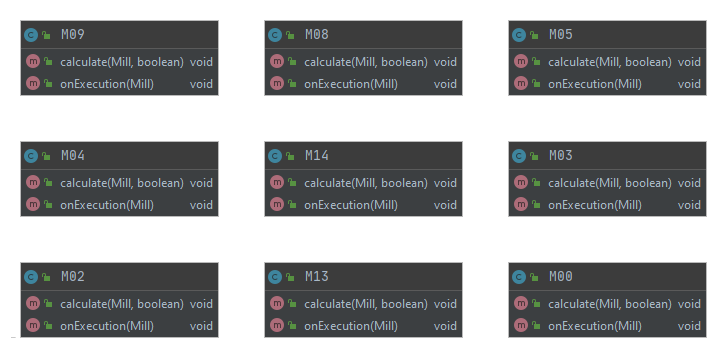 M09
calculate(Mill, boolean) void
onExecution(Mill) void
M08
calculate(Mill, boolean) void
onExecution(Mill) void
M05
calculate(Mill, boolean) void
onExecution(Mill) void
M04
calculate(Mill, boolean) void
onExecution(Mill) void
M14
calculate(Mill, boolean) void
onExecution(Mill) void
M03
calculate(Mill, boolean) void
onExecution(Mill) void
M02
calculate(Mill, boolean) void
onExecution(Mill) void
M13
calculate(Mill, boolean) void
onExecution(Mill) void
M00
calculate(Mill, boolean) void
onExecution(Mill) void